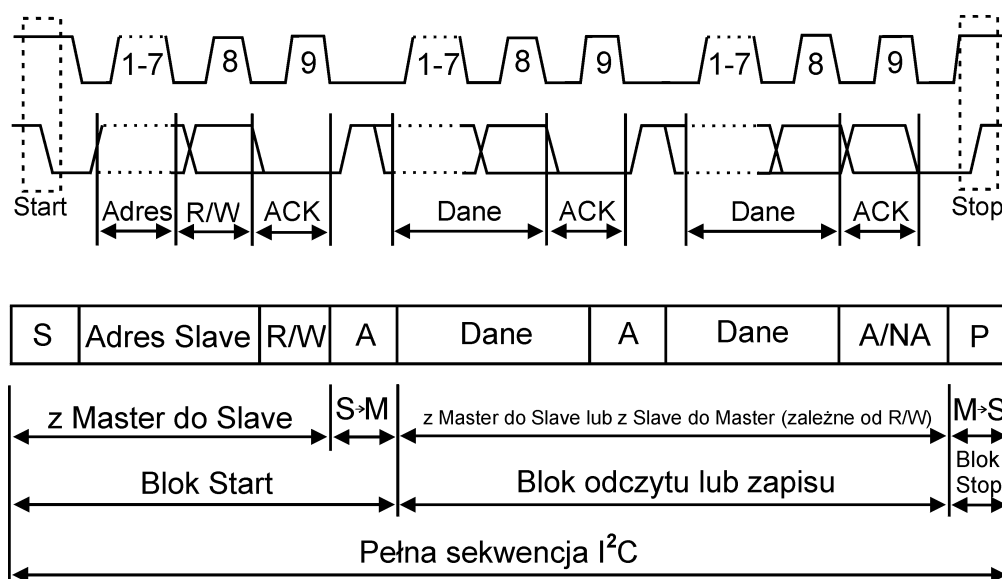 1-7 8 9 1-7 8 9 1-7 8 9
Start Adres R/W ACK Dane ACK Dane ACK Stop
S Adres Slave R/W A Dane A Dane A/NA P
z Master do Slave S→M z Master do Slave lub z Slave do Master (zależne od R/W) M→S
Blok Start Blok odczytu lub zapisu Blok Stop
Pełna sekwencja I²C